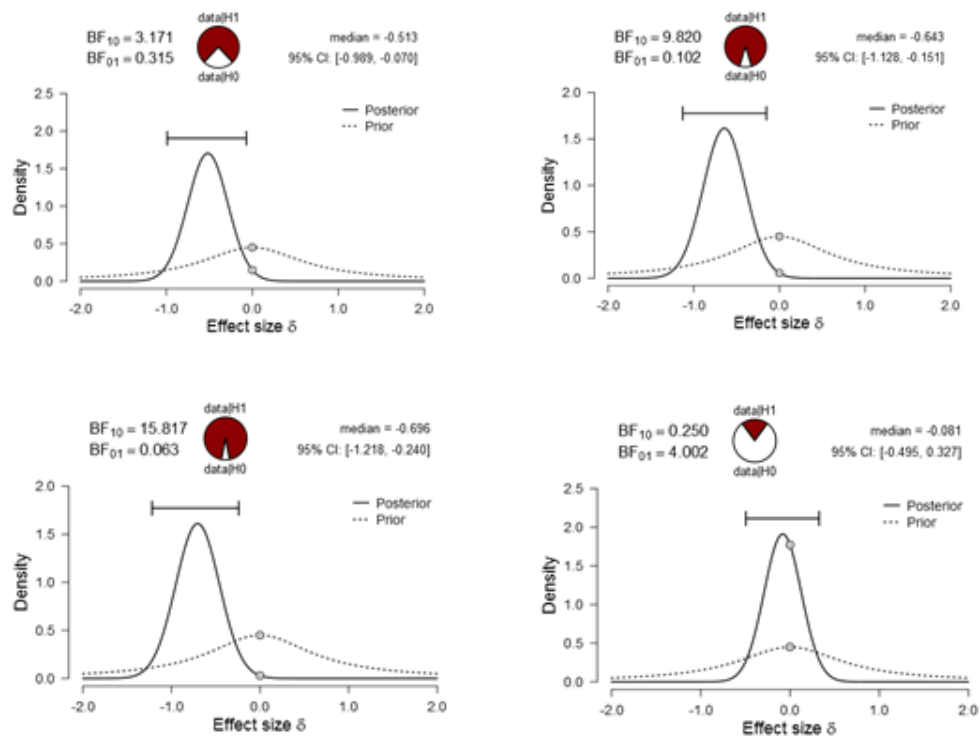 data|H1
BF10 = 3.171
BF01 = 0.315
median = -0.513
95% CI: [-0.989, -0.070]
data|H0
2.5
2.0
1.5
1.0
0.5
0.0
Density
Posterior
Prior
-2.0 -1.0 0.0 1.0 2.0
Effect size δ
data|H1
BF10 = 9.820
BF01 = 0.102
median = -0.643
95% CI: [-1.128, -0.151]
data|H0
2.0
1.5
1.0
0.5
0.0
Density
Posterior
Prior
-2.0 -1.0 0.0 1.0 2.0
Effect size δ
data|H1
BF10 = 15.817
BF01 = 0.063
median = -0.696
95% CI: [-1.218, -0.240]
data|H0
2.0
1.5
1.0
0.5
0.0
Density
Posterior
Prior
-2.0 -1.0 0.0 1.0 2.0
Effect size δ
data|H1
BF10 = 0.250
BF01 = 4.002
median = -0.081
95% CI: [-0.495, 0.327]
data|H0
2.5
2.0
1.5
1.0
0.5
0.0
Density
Posterior
Prior
-2.0 -1.0 0.0 1.0 2.0
Effect size δ